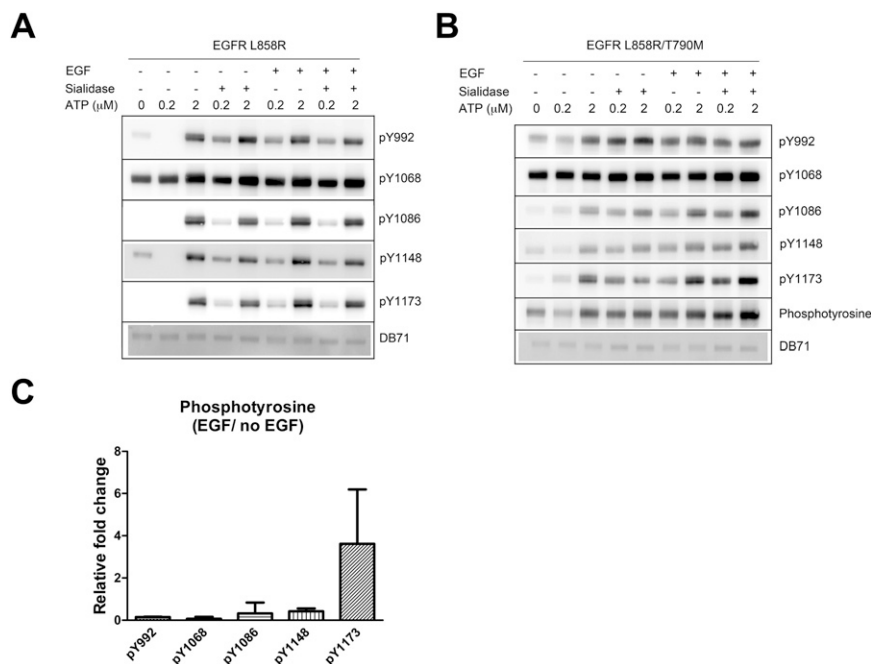 A
EGFR L858R
EGF - - - - - + + + +
Sialidase - - - + + - - + +
ATP (μM) 0 0.2 2 0.2 2 0.2 2 0.2 2
pY992
pY1068
pY1086
pY1148
pY1173
DB71
B
EGFR L858R/T790M
EGF - - - - - + + + +
Sialidase - - - + + - - + +
ATP (μM) 0 0.2 2 0.2 2 0.2 2 0.2 2
pY992
pY1068
pY1086
pY1148
pY1173
Phosphotyrosine
DB71
C
Phosphotyrosine
(EGF/ no EGF)
Relative fold change
8
6
4
2
0
pY992
pY1068
pY1086
pY1148
pY1173